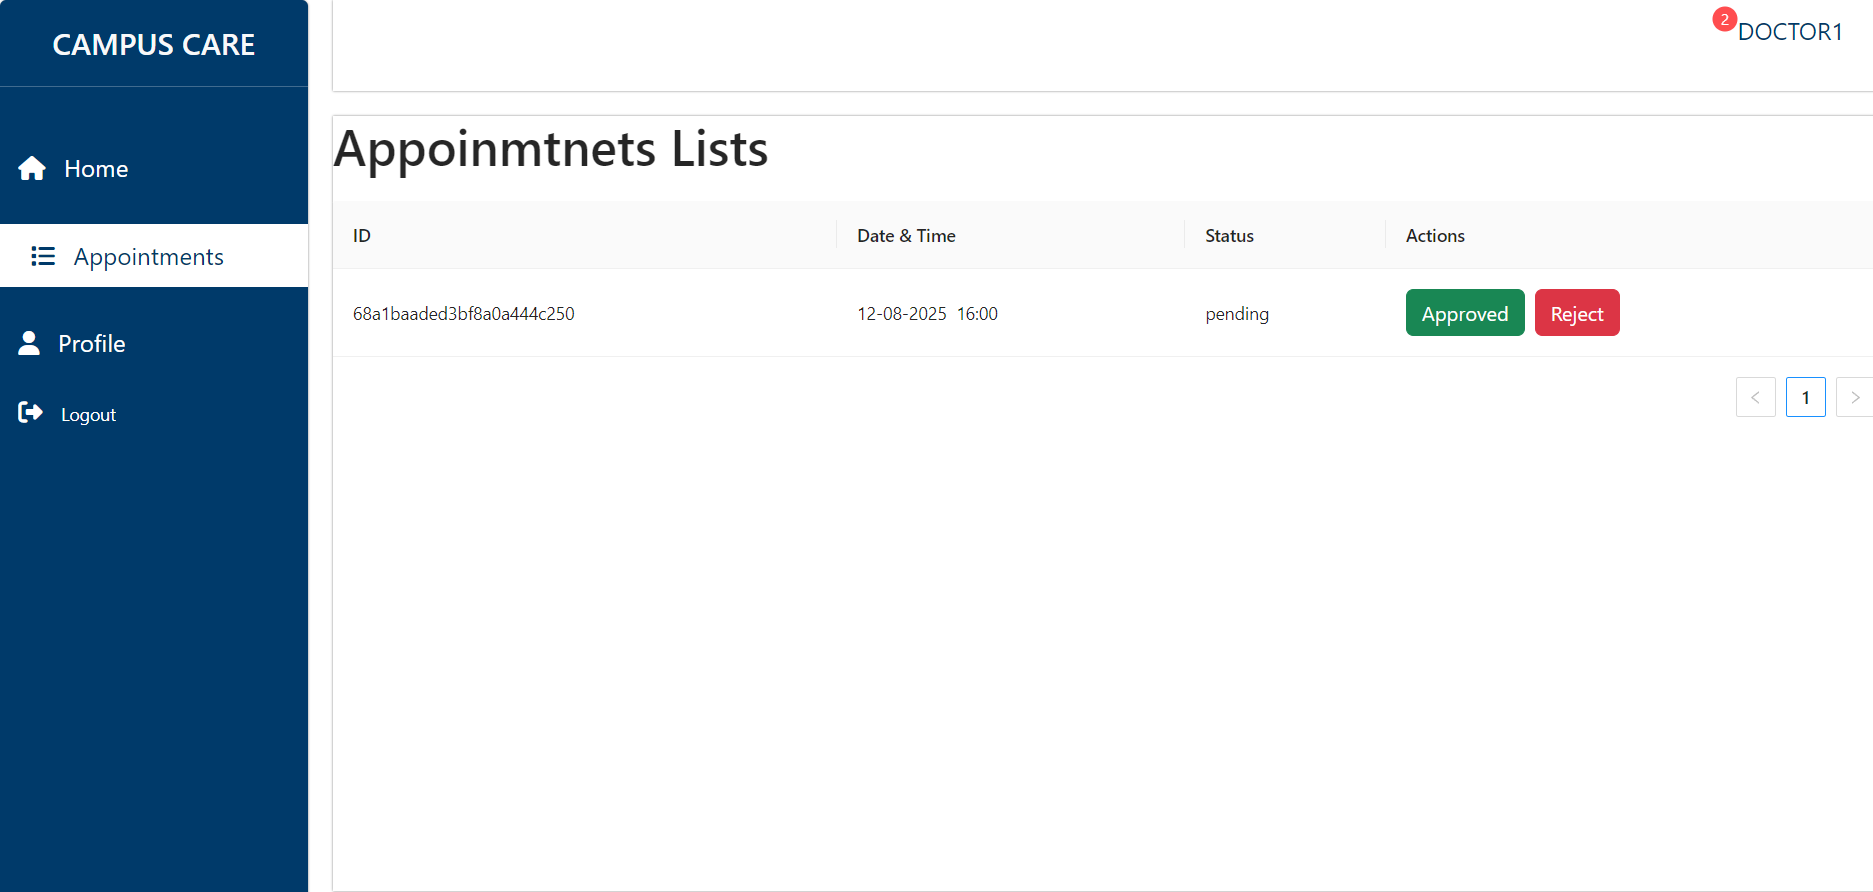 CAMPUS CARE
Home
Appointments
Profile
Logout
2
DOCTOR1
Appoinmtnets Lists
ID Date & Time Status Actions
68a1baaded3bf8a0a444c250 12-08-2025 16:00 pending Approved Reject
< 1 >